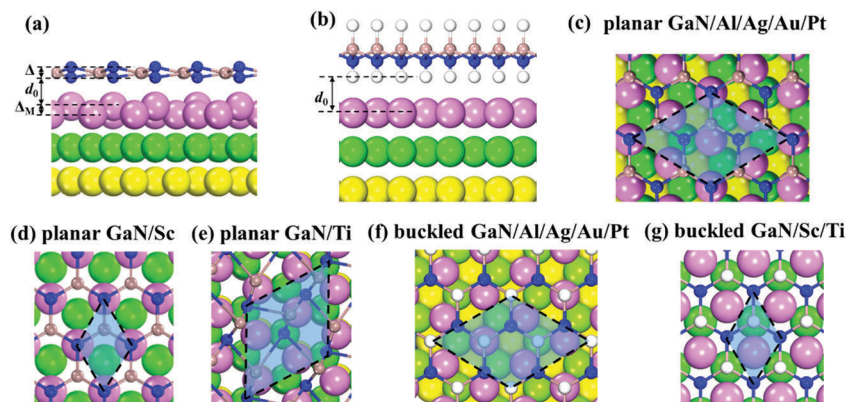 (a)
Δ
d₀
Δ_M
(b)
d₀
(c) planar GaN/Al/Ag/Au/Pt
(d) planar GaN/Sc
(e) planar GaN/Ti
(f) buckled GaN/Al/Ag/Au/Pt
(g) buckled GaN/Sc/Ti